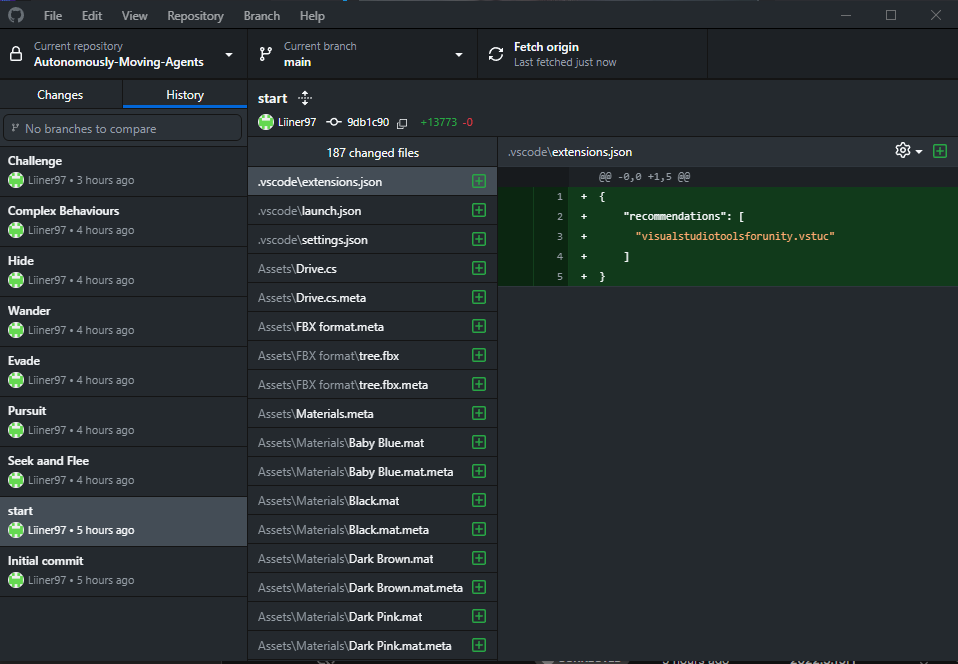 File Edit View Repository Branch Help
Current repository
Autonomously-Moving-Agents
Current branch
main
Fetch origin
Last fetched just now
Changes
History
No branches to compare
Challenge
Liiner97 • 3 hours ago
Complex Behaviours
Liiner97 • 4 hours ago
Hide
Liiner97 • 4 hours ago
Wander
Liiner97 • 4 hours ago
Evade
Liiner97 • 4 hours ago
Pursuit
Liiner97 • 4 hours ago
Seek aand Flee
Liiner97 • 4 hours ago
start
Liiner97 • 5 hours ago
Initial commit
Liiner97 • 5 hours ago
start
Liiner97 9db1c90 +13773 -0
187 changed files
.vscode\extensions.json
.vscode\launch.json
.vscode\settings.json
Assets\Drive.cs
Assets\Drive.cs.meta
Assets\FBX format.meta
Assets\FBX format\tree.fbx
Assets\FBX format\tree.fbx.meta
Assets\Materials.meta
Assets\Materials\Baby Blue.mat
Assets\Materials\Baby Blue.mat.meta
Assets\Materials\Black.mat
Assets\Materials\Black.mat.meta
Assets\Materials\Dark Brown.mat
Assets\Materials\Dark Brown.mat.meta
Assets\Materials\Dark Pink.mat
Assets\Materials\Dark Pink.mat.meta
.vscode\extensions.json
@@ -0,0 +1,5 @@
1 + {
2 + "recommendations": [
3 + "visualstudiotoolsforunity.vstuc"
4 + ]
5 + }